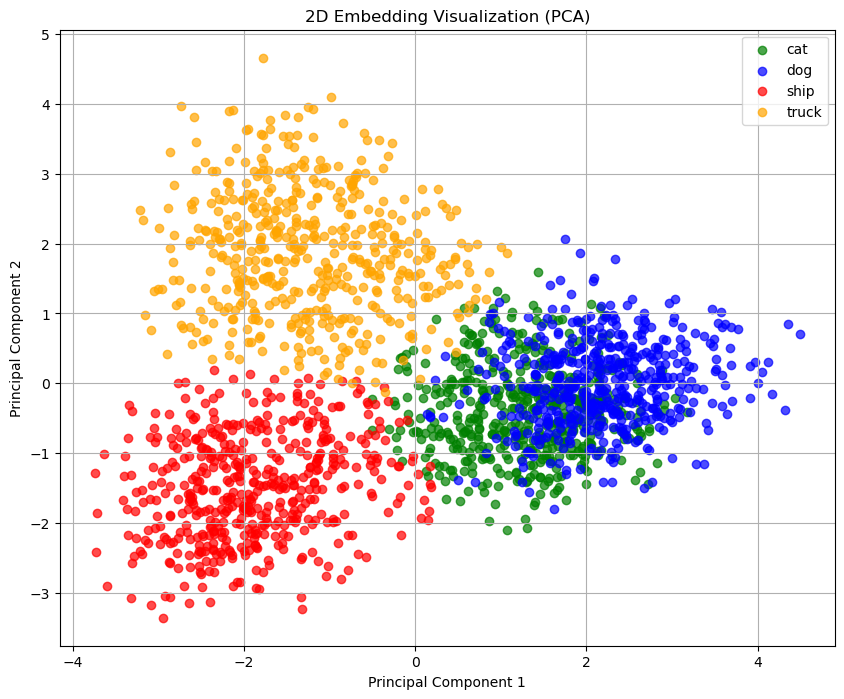 2D Embedding Visualization (PCA)
cat
dog
ship
truck
Principal Component 2
5
4
3
2
1
0
−1
−2
−3
−4
−2
0
2
4
Principal Component 1